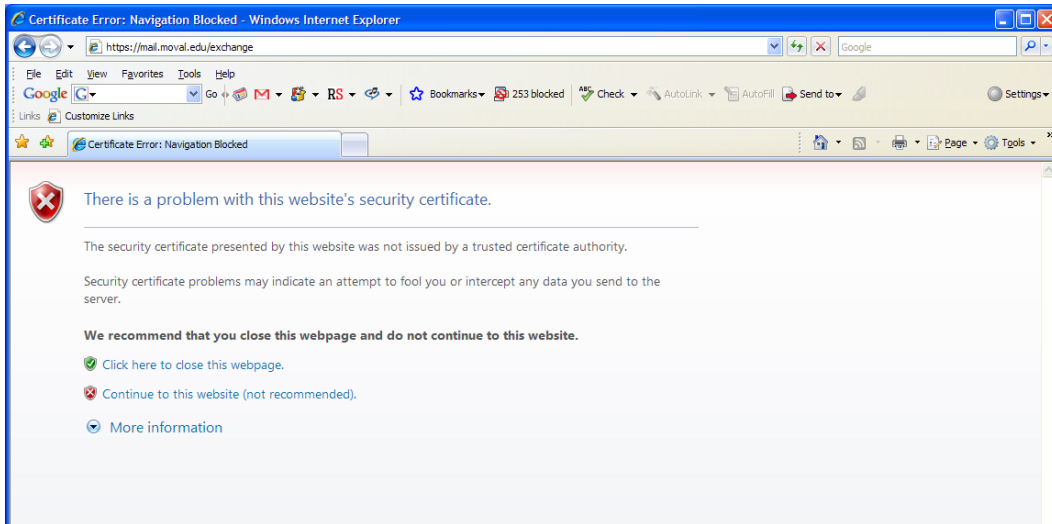 Certificate Error: Navigation Blocked - Windows Internet Explorer
https://mail.moval.edu/exchange
Google
File Edit View Favorites Tools Help
Google G Go RS Bookmarks 253 blocked ABC Check AutoLink AutoFill Send to Settings
Links Customize Links
Certificate Error: Navigation Blocked
Page Tools »
There is a problem with this website's security certificate.
The security certificate presented by this website was not issued by a trusted certificate authority.
Security certificate problems may indicate an attempt to fool you or intercept any data you send to the
server.
We recommend that you close this webpage and do not continue to this website.
Click here to close this webpage.
Continue to this website (not recommended).
More information